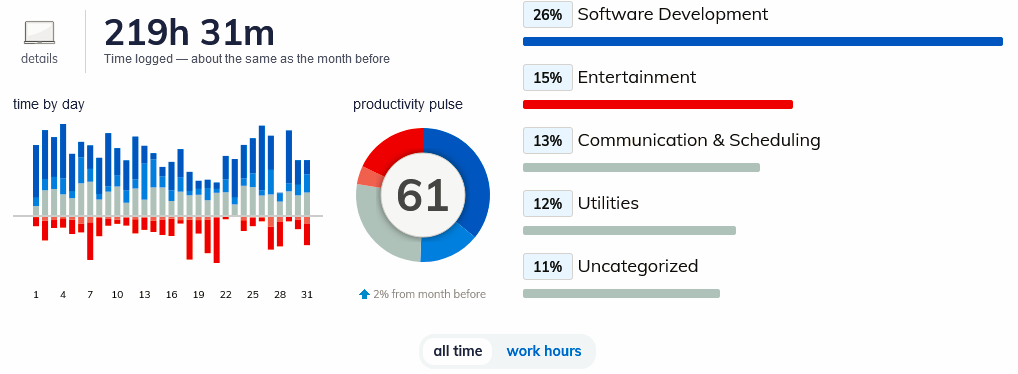 219h 31m
details
Time logged — about the same as the month before
time by day
productivity pulse
61
1 4 7 10 13 16 19 22 25 28 31
2% from month before
26% Software Development
15% Entertainment
13% Communication & Scheduling
12% Utilities
11% Uncategorized
all time work hours